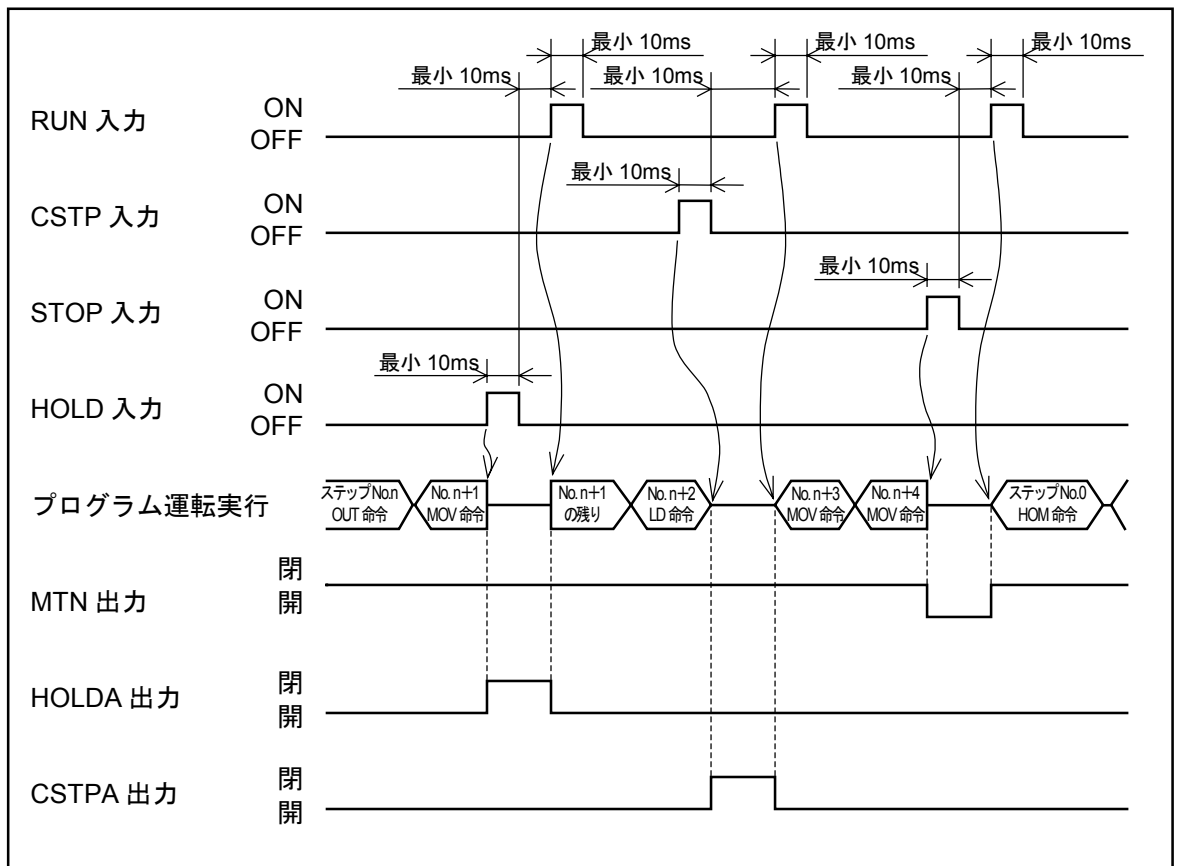 最小 10ms 最小 10ms 最小 10ms
最小 10ms 最小 10ms 最小 10ms
RUN 入力 ON
OFF
最小 10ms
CSTP 入力 ON
OFF
最小 10ms
STOP 入力 ON
OFF
最小 10ms
HOLD 入力 ON
OFF
プログラム運転実行
ステップNo.n
OUT 命令
No. n+1
MOV 命令
No. n+1
の残り
No. n+2
LD 命令
No. n+3
MOV 命令
No. n+4
MOV 命令
ステップNo.0
HOM 命令
MTN 出力 閉
開
HOLDA 出力 閉
開
CSTPA 出力 閉
開